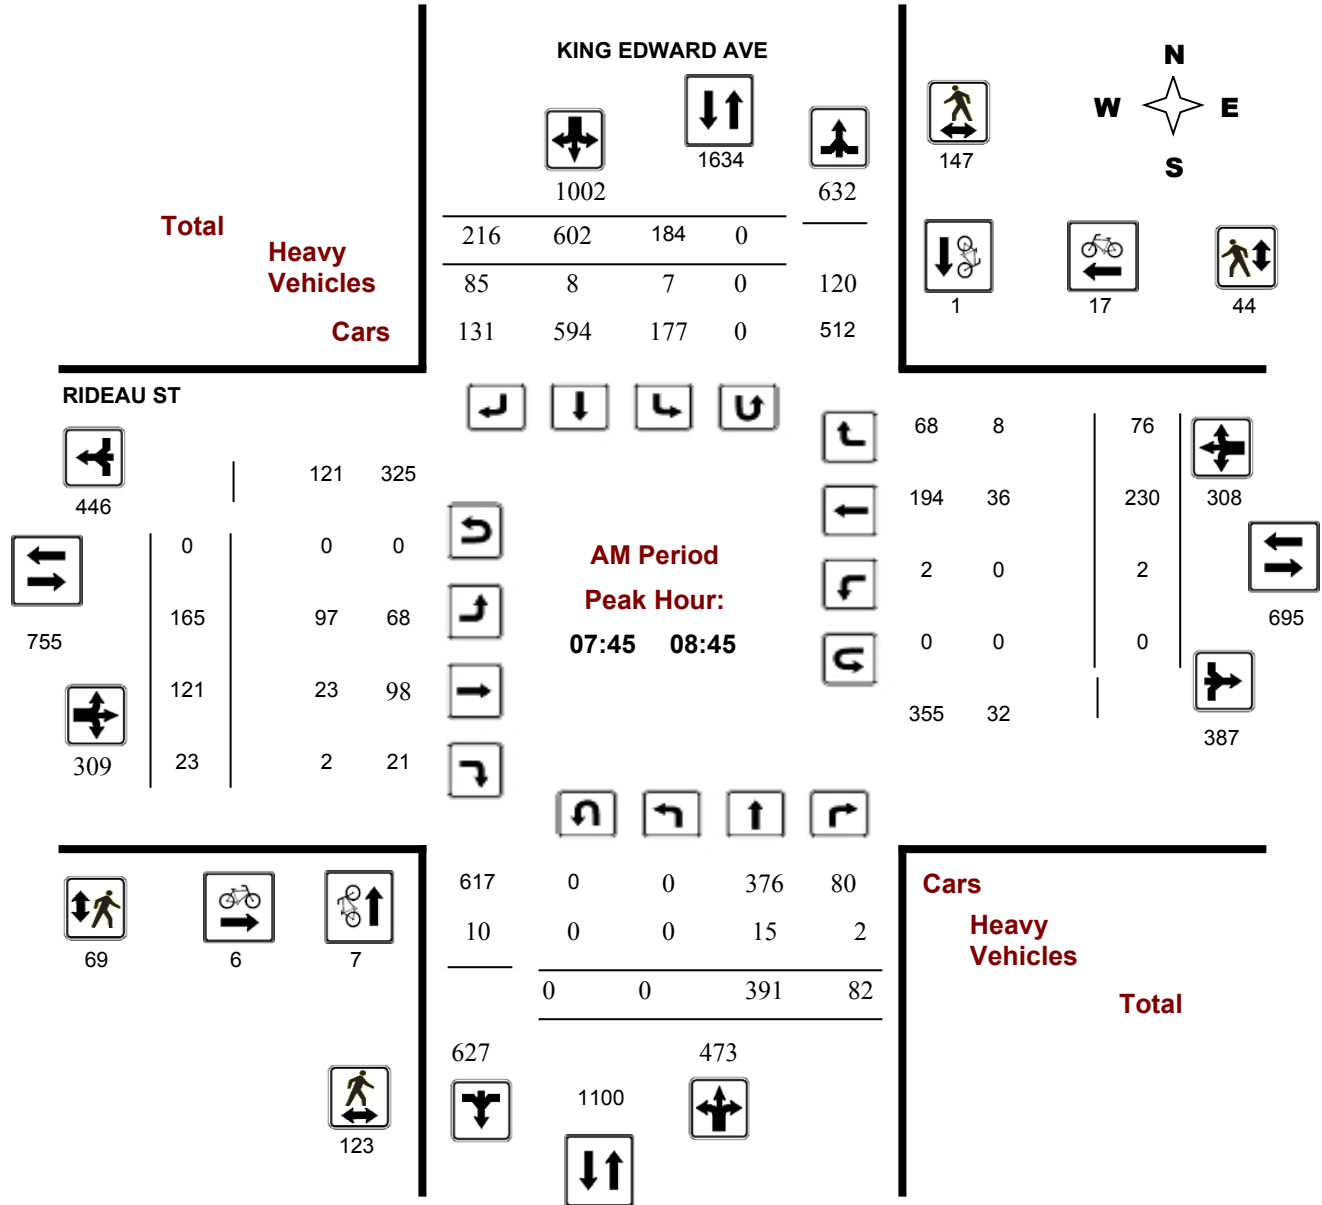 KING EDWARD AVE
N
W E
S
1634
147
1002
632
Total
216 602 184 0
Heavy
Vehicles
85 8 7 0 120
1 17 44
Cars
131 594 177 0 512
RIDEAU ST
68 8 76
121 325
446
194 36 230 308
0 0 0
AM Period
2 0 2
Peak Hour:
165 97 68
695
755
07:45 08:45
0 0 0
121 23 98
355 32
387
309
23 2 21
617 0 0 376 80
Cars
10 0 0 15 2
Heavy
Vehicles
69 6 7
0 0 391 82
Total
627 473
1100
123